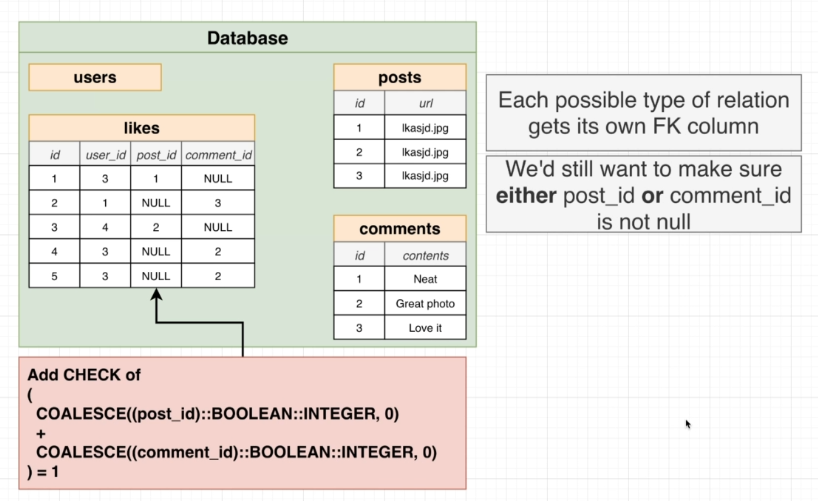 Database
users
likes
id user_id post_id comment_id
1 3 1 NULL
2 1 NULL 3
3 4 2 NULL
4 3 NULL 2
5 3 NULL 2
posts
id url
1 lkasjd.jpg
2 lkasjd.jpg
3 lkasjd.jpg
comments
id contents
1 Neat
2 Great photo
3 Love it
Each possible type of relation
gets its own FK column
We'd still want to make sure
either post_id or comment_id
is not null
Add CHECK of
(
COALESCE((post_id)::BOOLEAN::INTEGER, 0)
+
COALESCE((comment_id)::BOOLEAN::INTEGER, 0)
) = 1